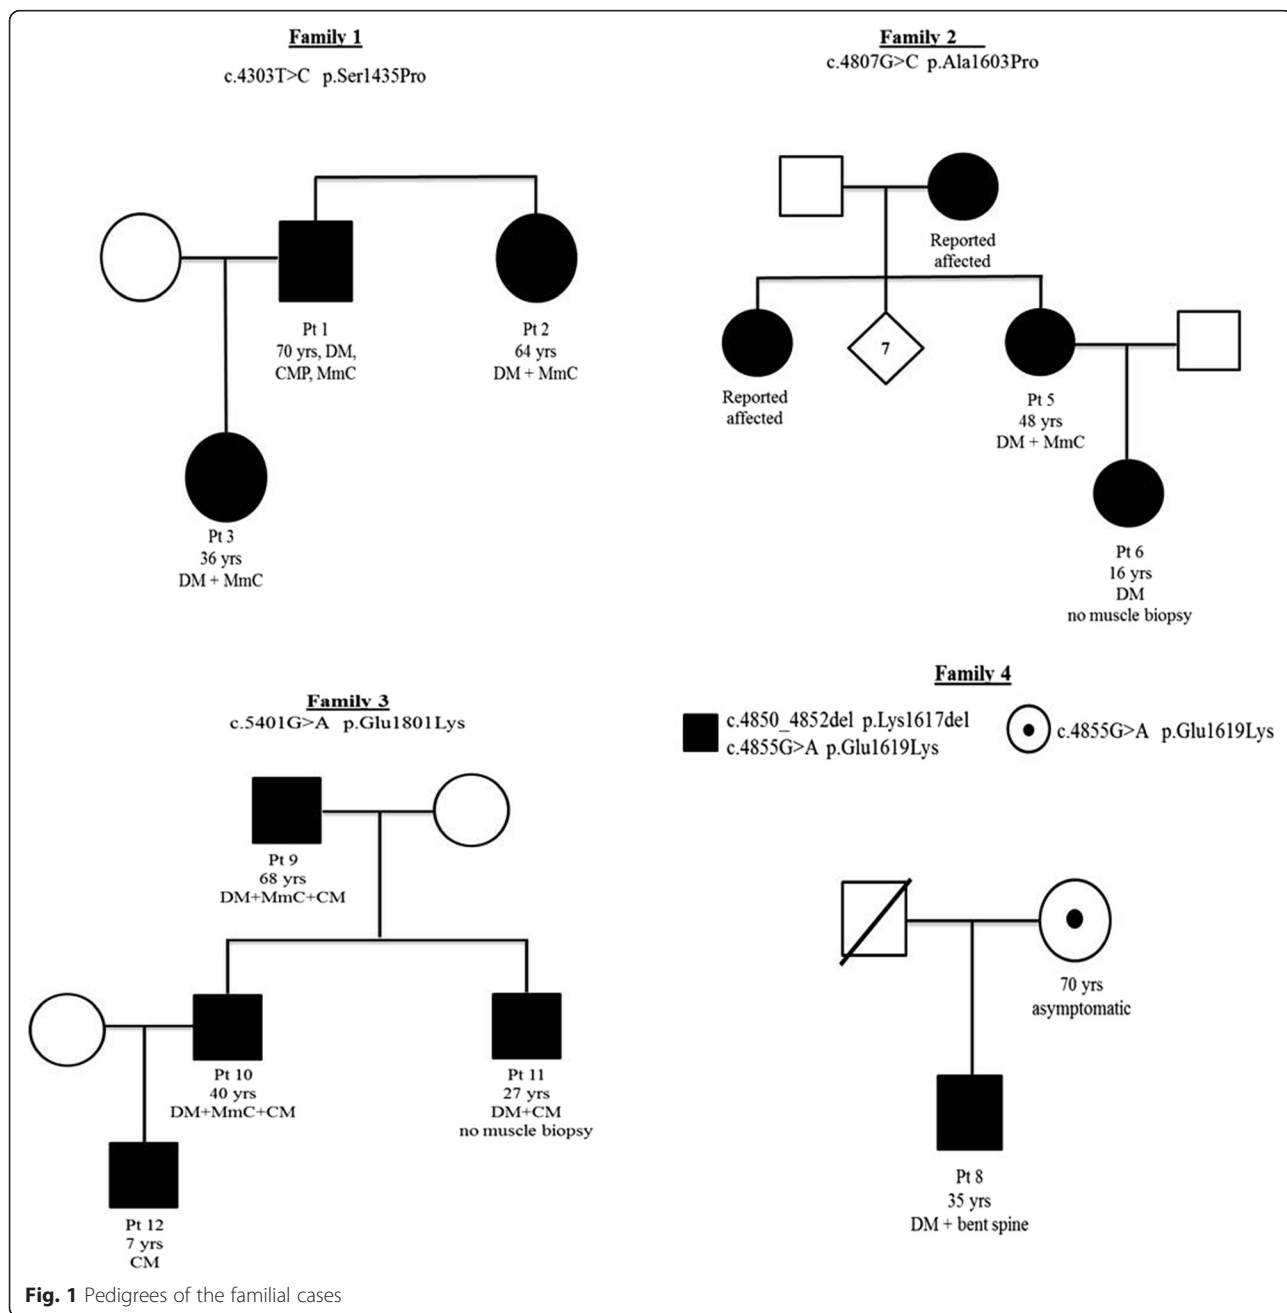 Family 1
c.4303T>C p.Ser1435Pro
Pt 1
70 yrs, DM,
CMP, MmC
Pt 2
64 yrs
DM + MmC
Pt 3
36 yrs
DM + MmC
Family 2
c.4807G>C p.Ala1603Pro
Reported
affected
Reported
affected
7
Pt 5
48 yrs
DM + MmC
Pt 6
16 yrs
DM
no muscle biopsy
Family 3
c.5401G>A p.Glu1801Lys
Pt 9
68 yrs
DM+MmC+CM
Pt 10
40 yrs
DM+MmC+CM
Pt 11
27 yrs
DM+CM
no muscle biopsy
Pt 12
7 yrs
CM
Family 4
c.4850_4852del p.Lys1617del
c.4855G>A p.Glu1619Lys
c.4855G>A p.Glu1619Lys
70 yrs
asymptomatic
Pt 8
35 yrs
DM + bent spine
Fig. 1 Pedigrees of the familial cases